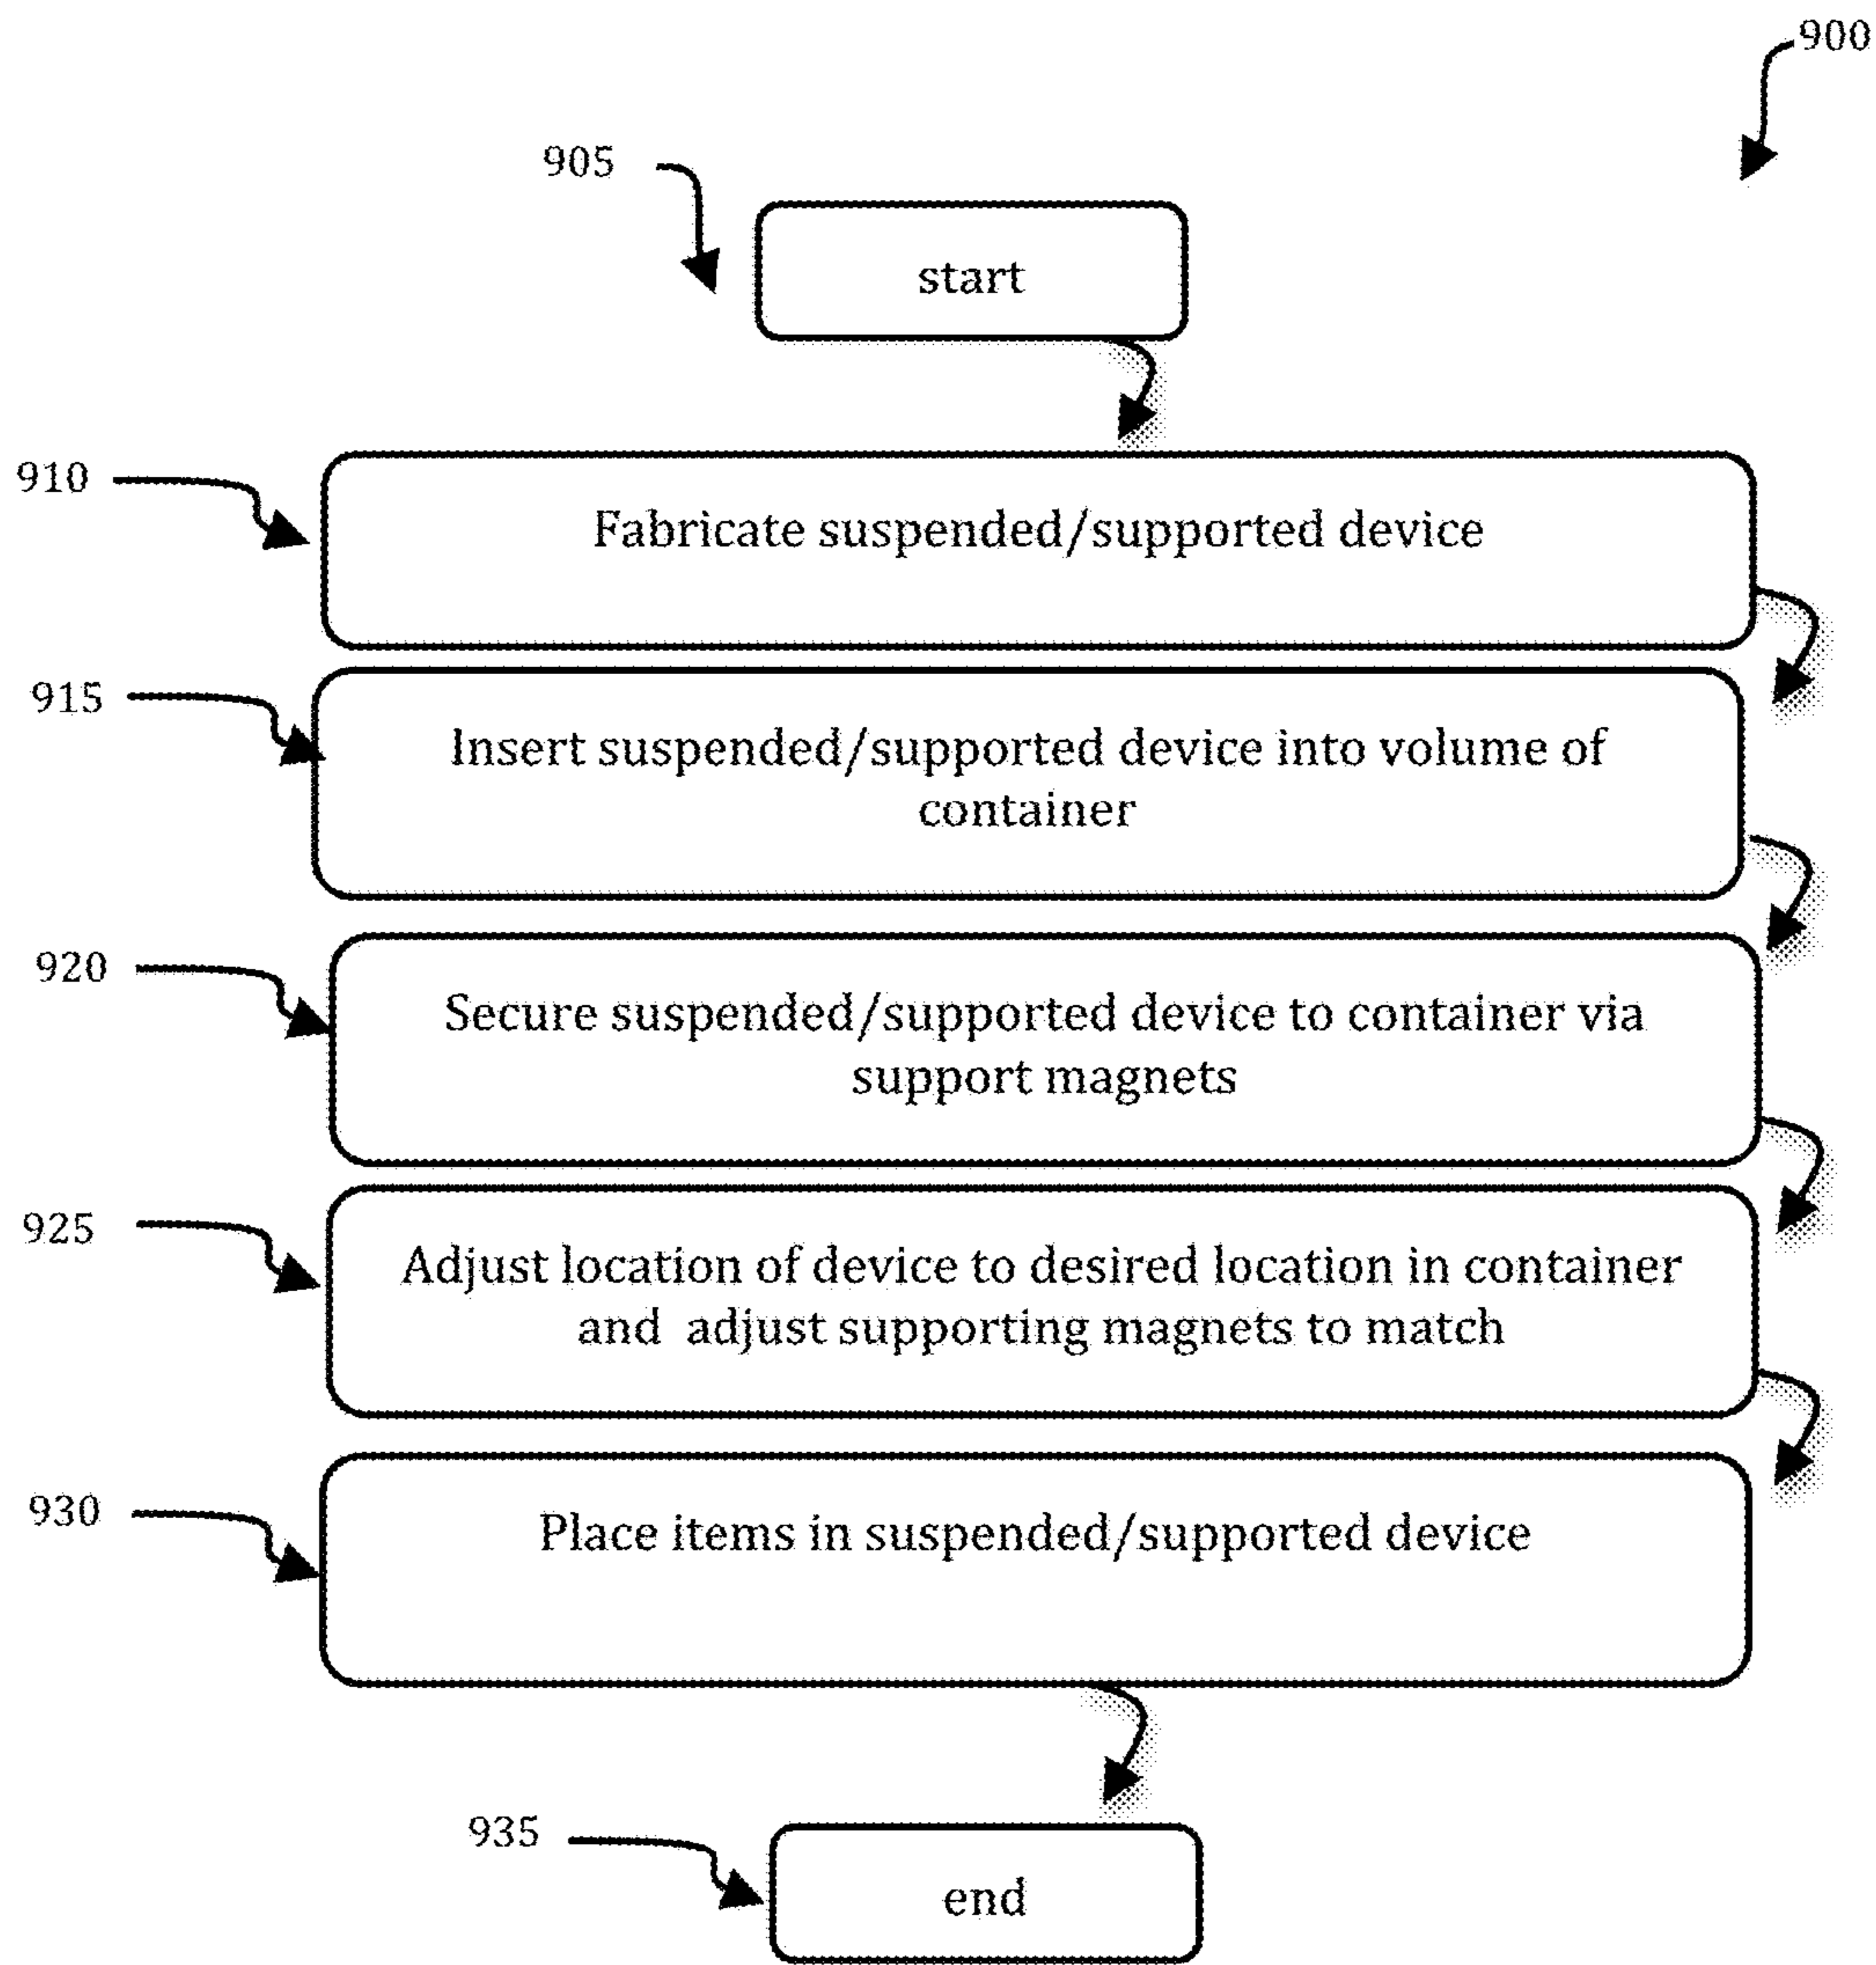 900
905
start
910
Fabricate suspended/supported device
915
Insert suspended/supported device into volume of
container
920
Secure suspended/supported device to container via
support magnets
925
Adjust location of device to desired location in container
and adjust supporting magnets to match
930
Place items in suspended/supported device
935
end